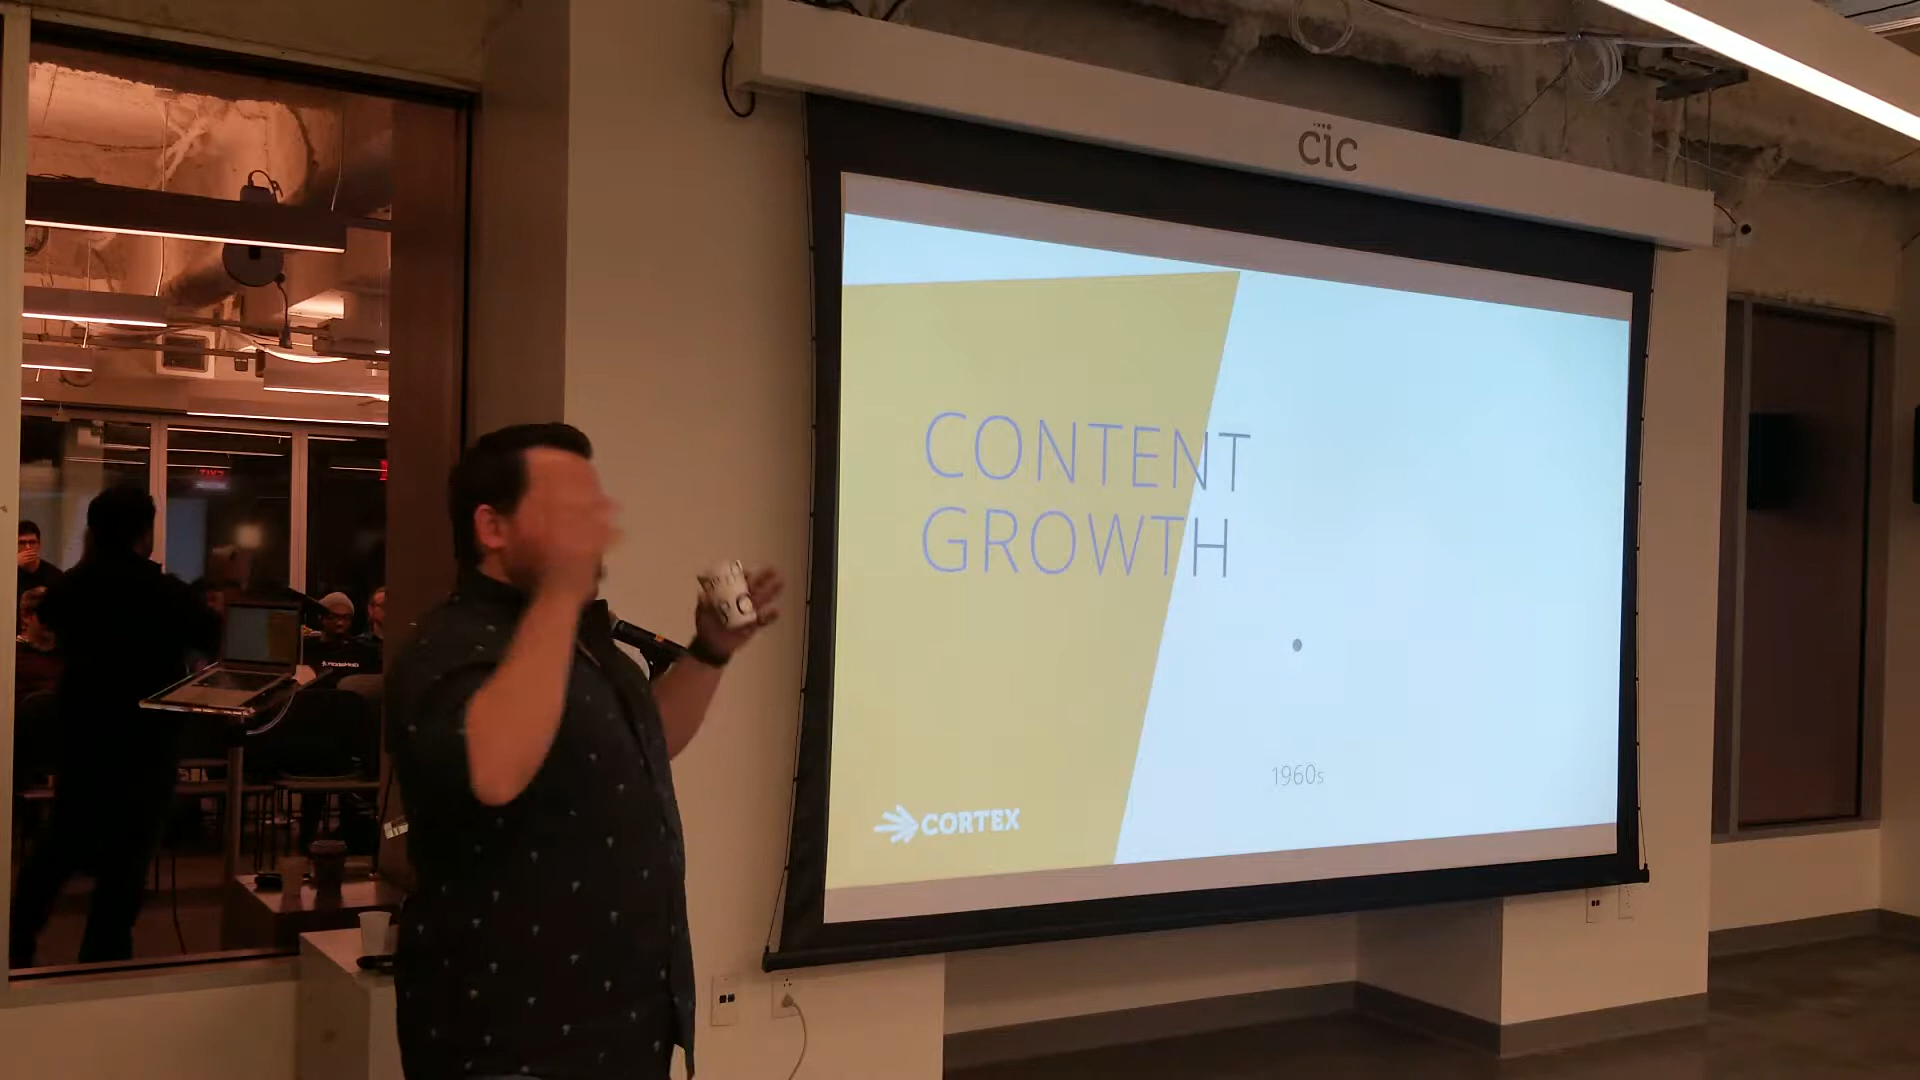 cic
CONTENT
GROWTH
1960s
CORTEX